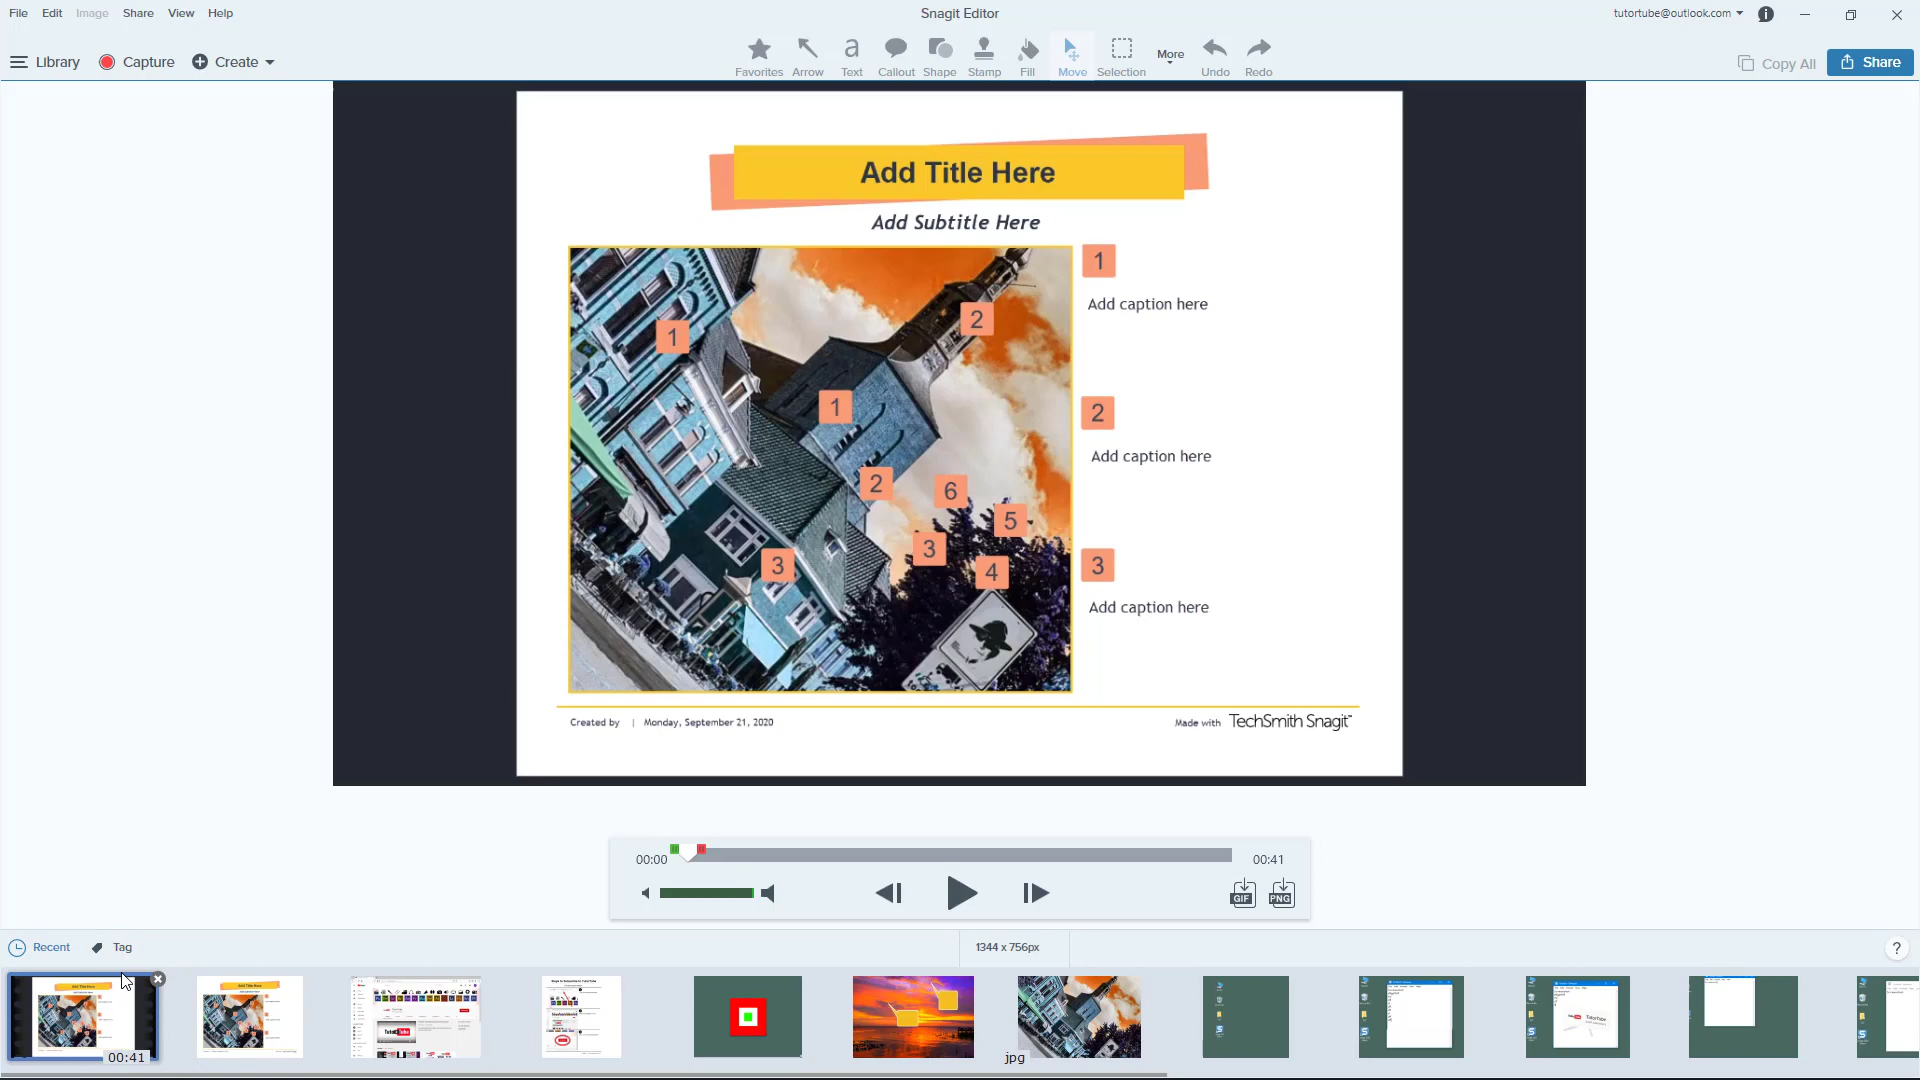 File Edit Image Share View Help
Snagit Editor
tutortube@outlook.com
Library Capture Create
Favorites Arrow Text Callout Shape Stamp Fill Move Selection More Undo Redo
Copy All Share
Add Title Here
Add Subtitle Here
1
Add caption here
2
Add caption here
3
Add caption here
1
2
1
2
6
5
3
3
4
Created by | Monday, September 21, 2020
Made with TechSmith Snagit
00:00
00:41
GIF PNG
Recent Tag
1344 x 756px
?
00:41
jpg